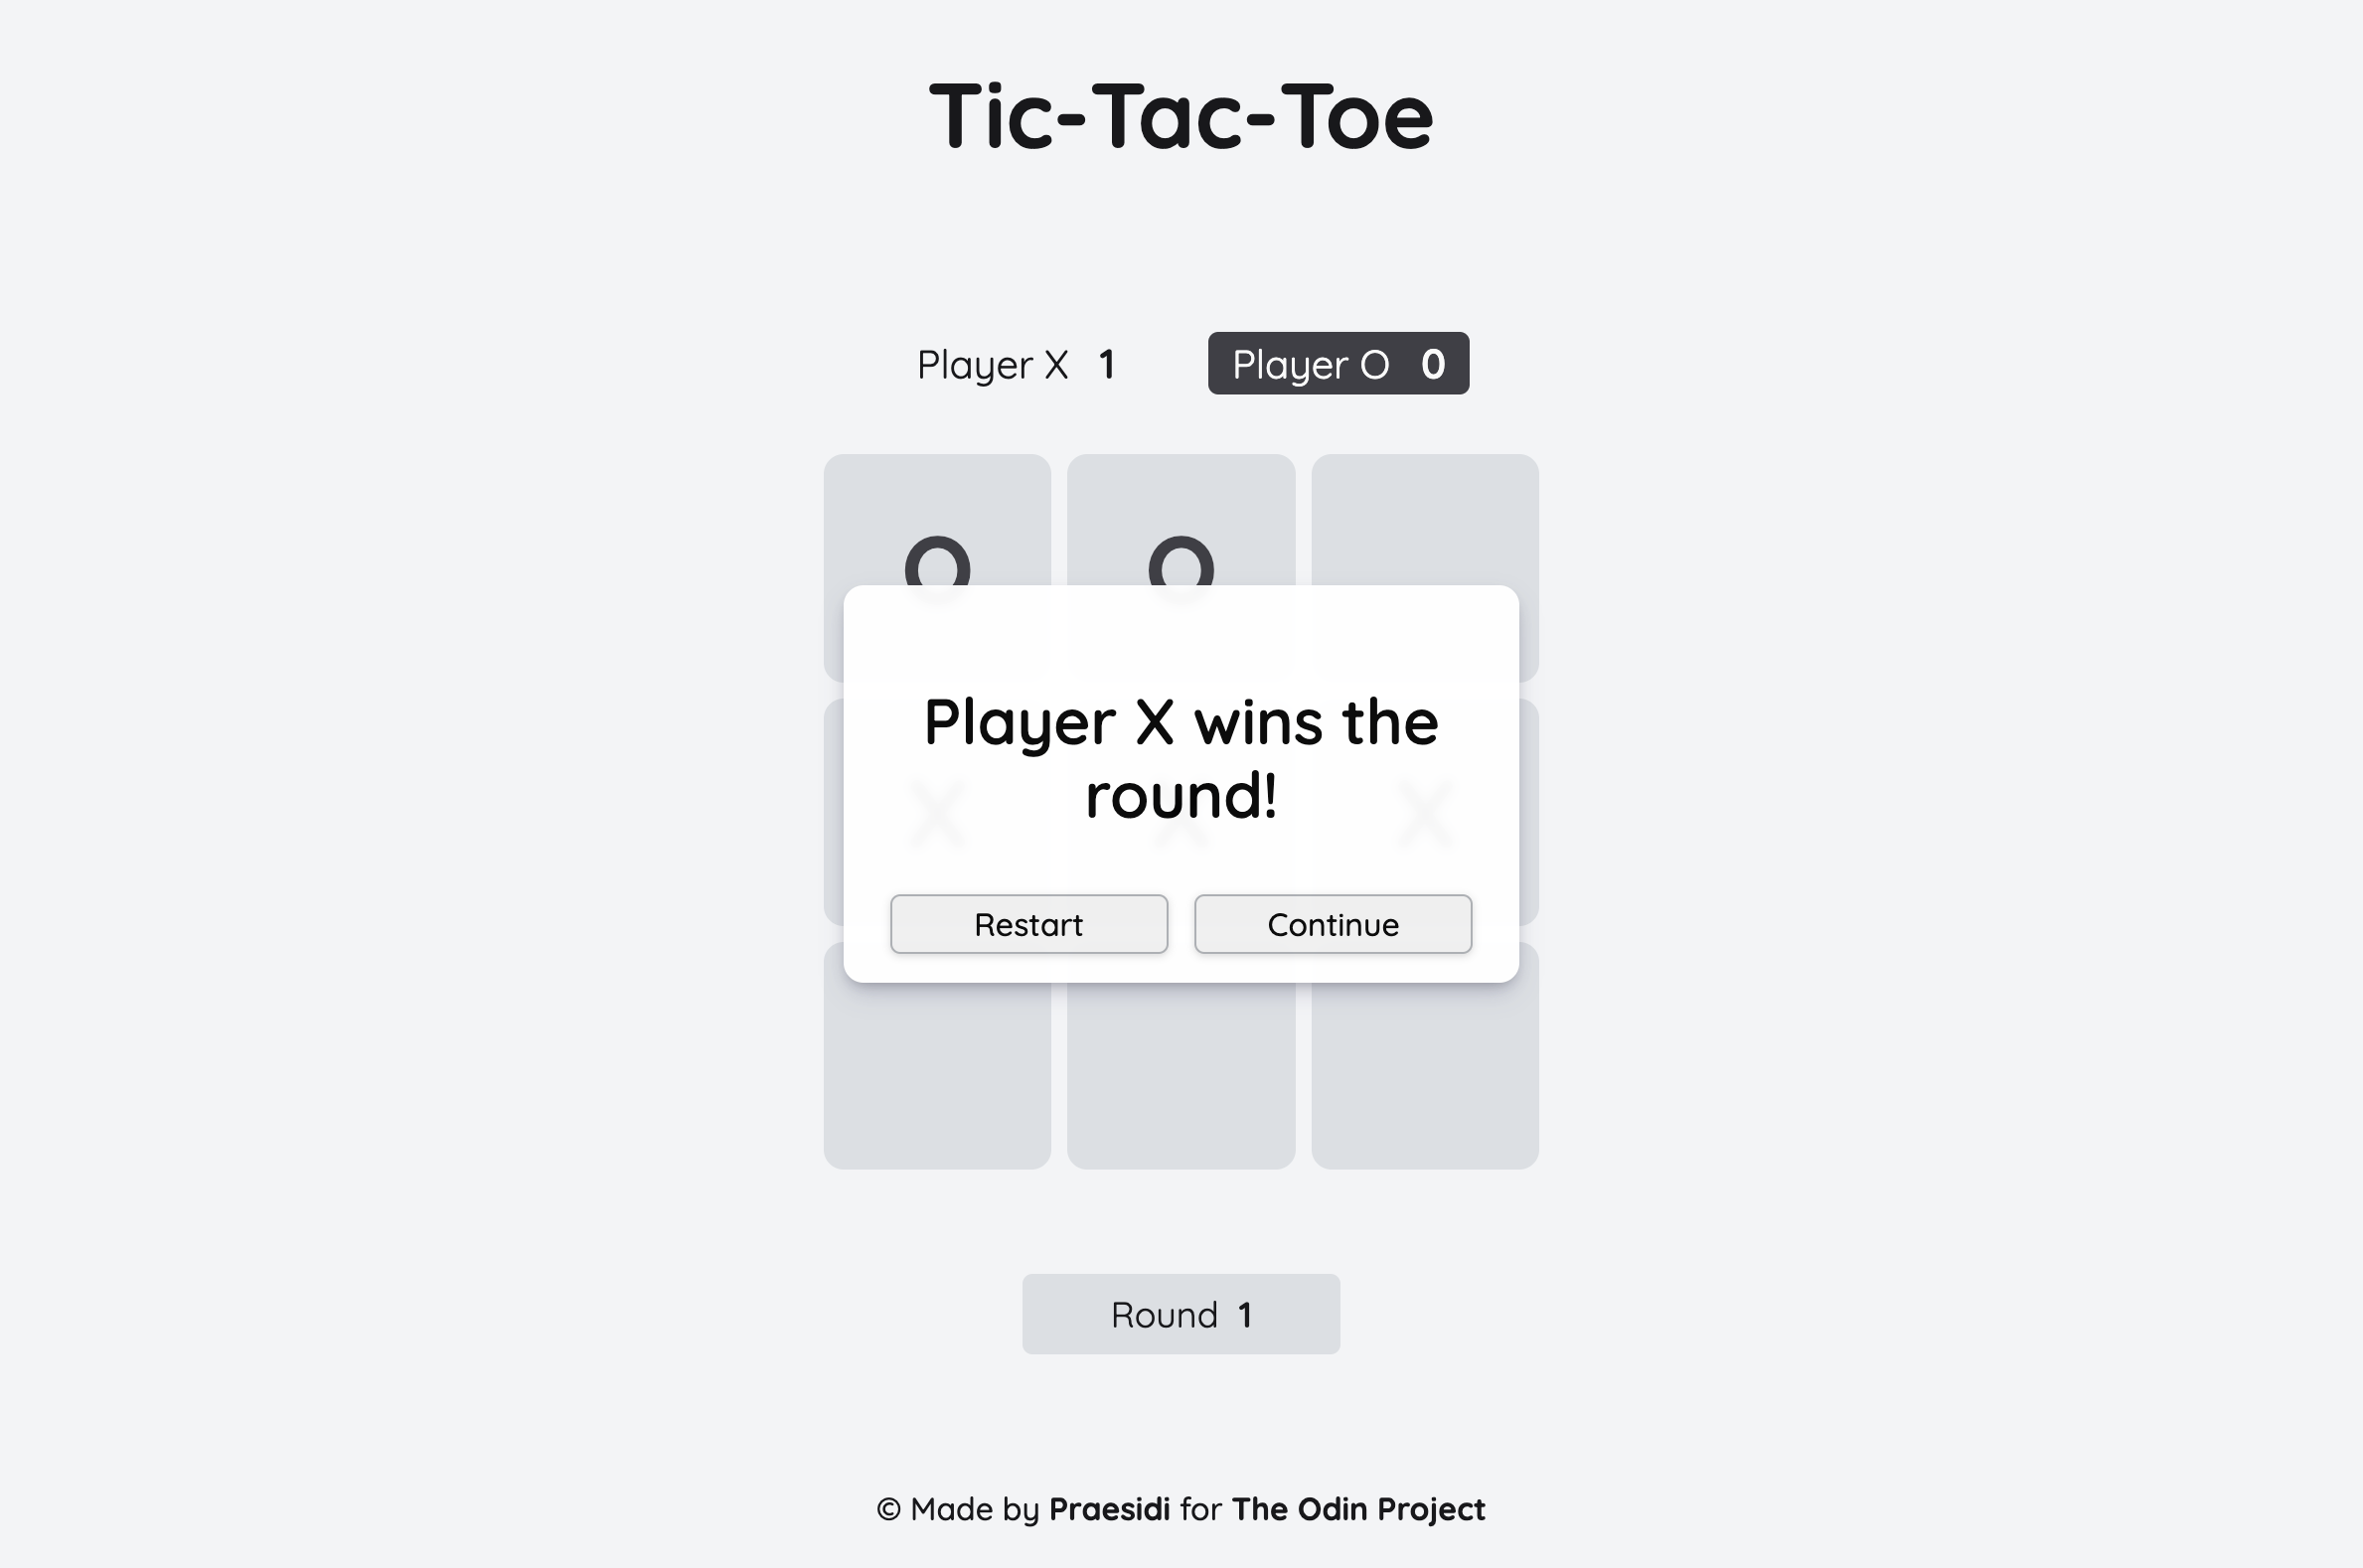 Tic-Tac-Toe
Player X 1 Player O 0
O O
Player X wins the
round!
X X X
Restart Continue
Round 1
© Made by Praesidi for The Odin Project